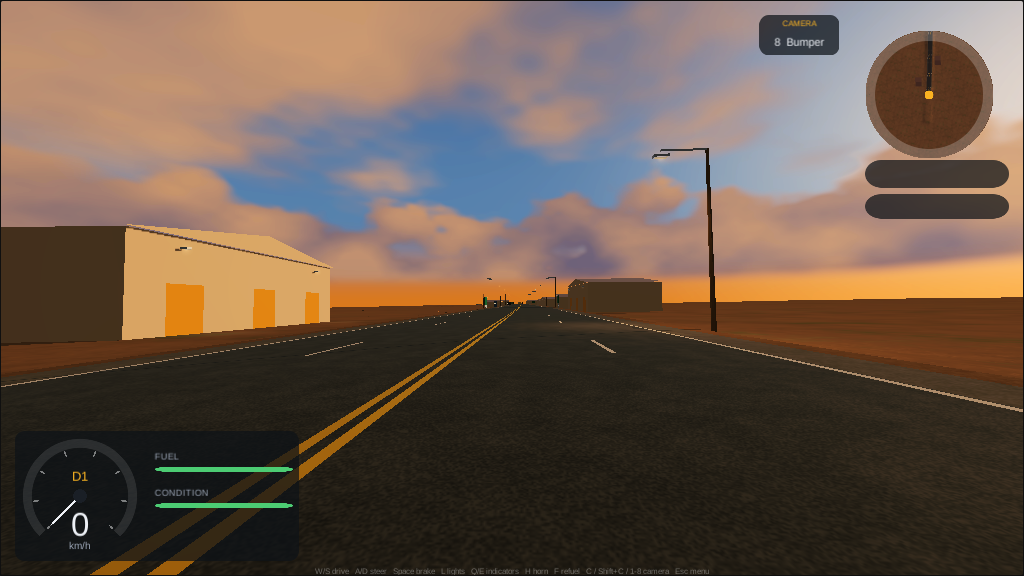 CAMERA
8 Bumper
FUEL
D1
CONDITION
0
km/h
W/S drive A/D steer Space brake L lights Q/E indicators H horn F refuel C / Shift+C / 1-8 camera Esc menu